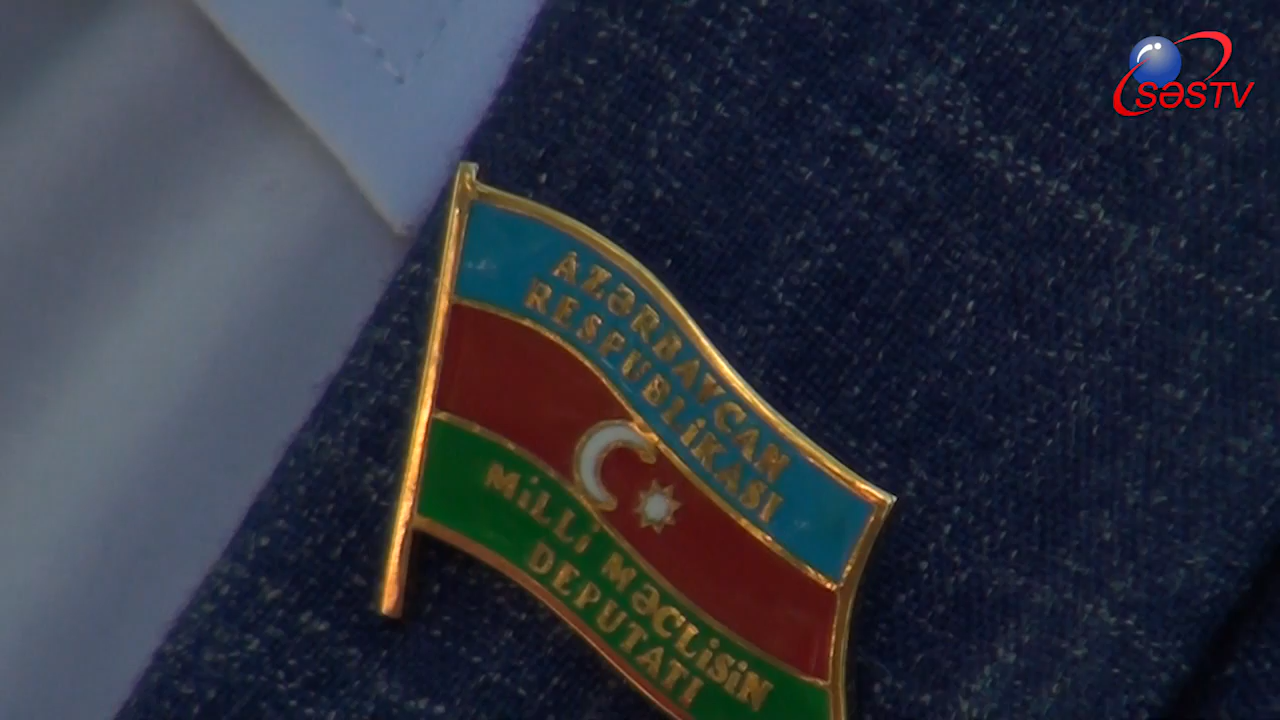 SƏSTV
AZƏRBAYCAN
RESPUBLİKASI
MİLLİ MƏCLİSİN
DEPUTATI